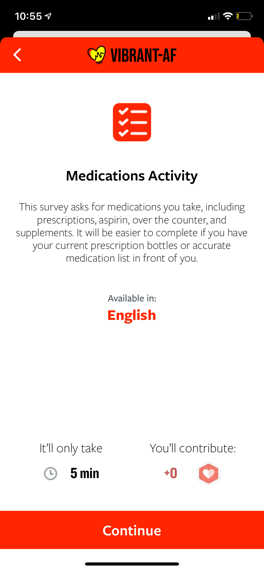 10:55
VIBRANT-AF
Medications Activity
This survey asks for medications you take, including
prescriptions, aspirin, over the counter, and
supplements. It will be easier to complete if you have
your current prescription bottles or accurate
medication list in front of you.
Available in:
English
It'll only take
You'll contribute:
5 min
+0
Continue